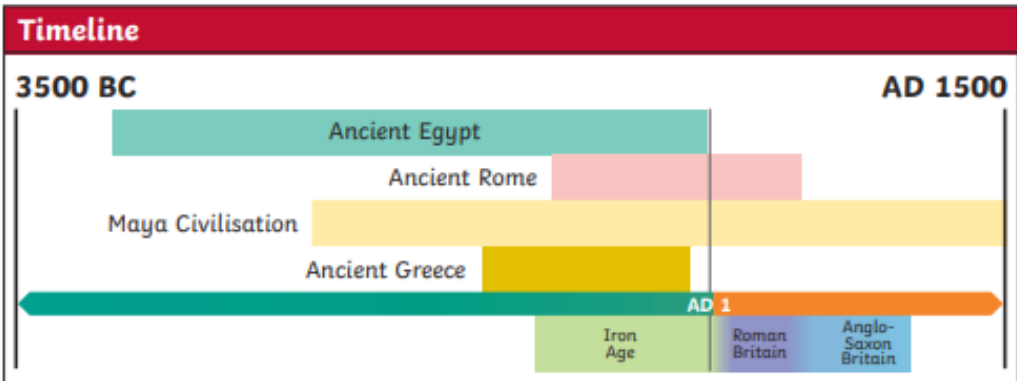 Timeline
3500 BC AD 1500
Ancient Egypt
Ancient Rome
Maya Civilisation
Ancient Greece
AD 1
Iron
Age
Roman
Britain
Anglo-
Saxon
Britain